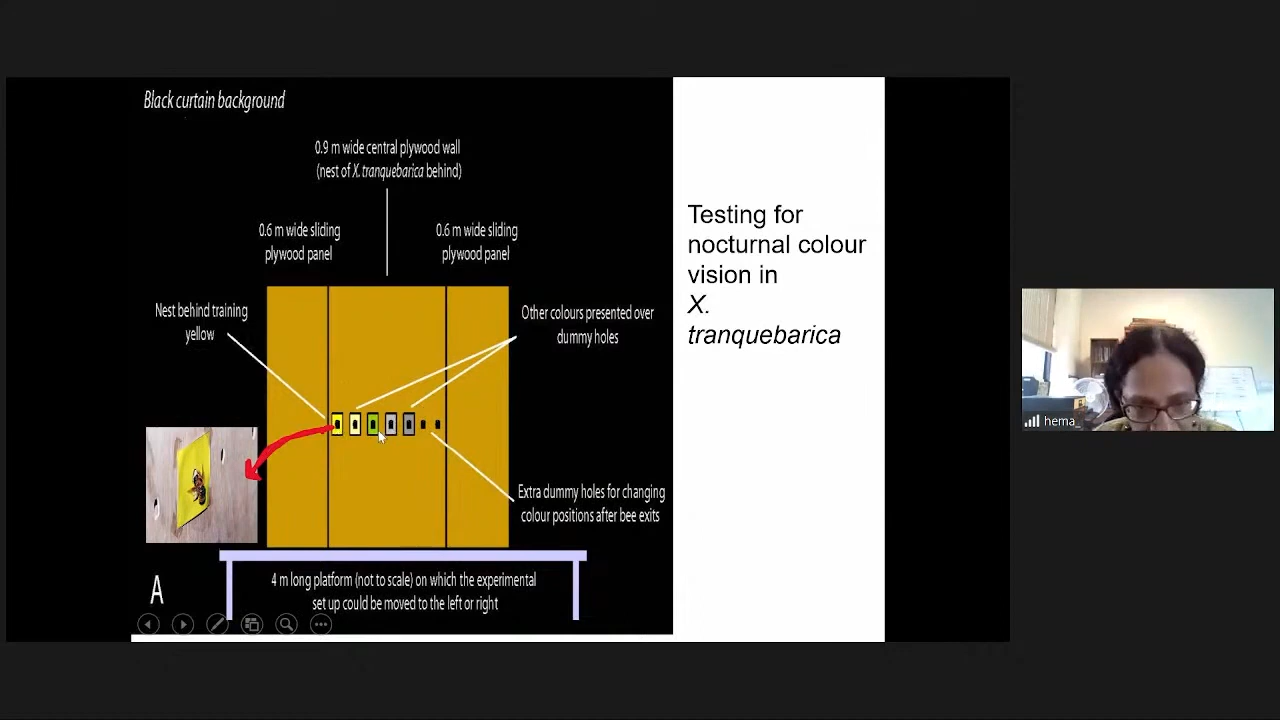 Black curtain background
0.9 m wide central plywood wall
(nest of X. tranquebarica behind)
0.6 m wide sliding
plywood panel
0.6 m wide sliding
plywood panel
Nest behind training
yellow
Other colours presented over
dummy holes
Extra dummy holes for changing
colour positions after bee exits
4 m long platform (not to scale) on which the experimental
set up could be moved to the left or right
A
Testing for
nocturnal colour
vision in
X.
tranquebarica
hema_